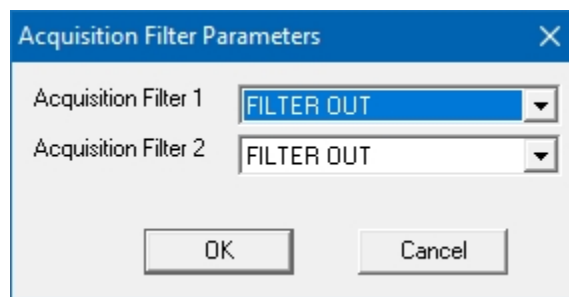 Acquisition Filter Parameters
Acquisition Filter 1 FILTER OUT
Acquisition Filter 2 FILTER OUT
OK Cancel